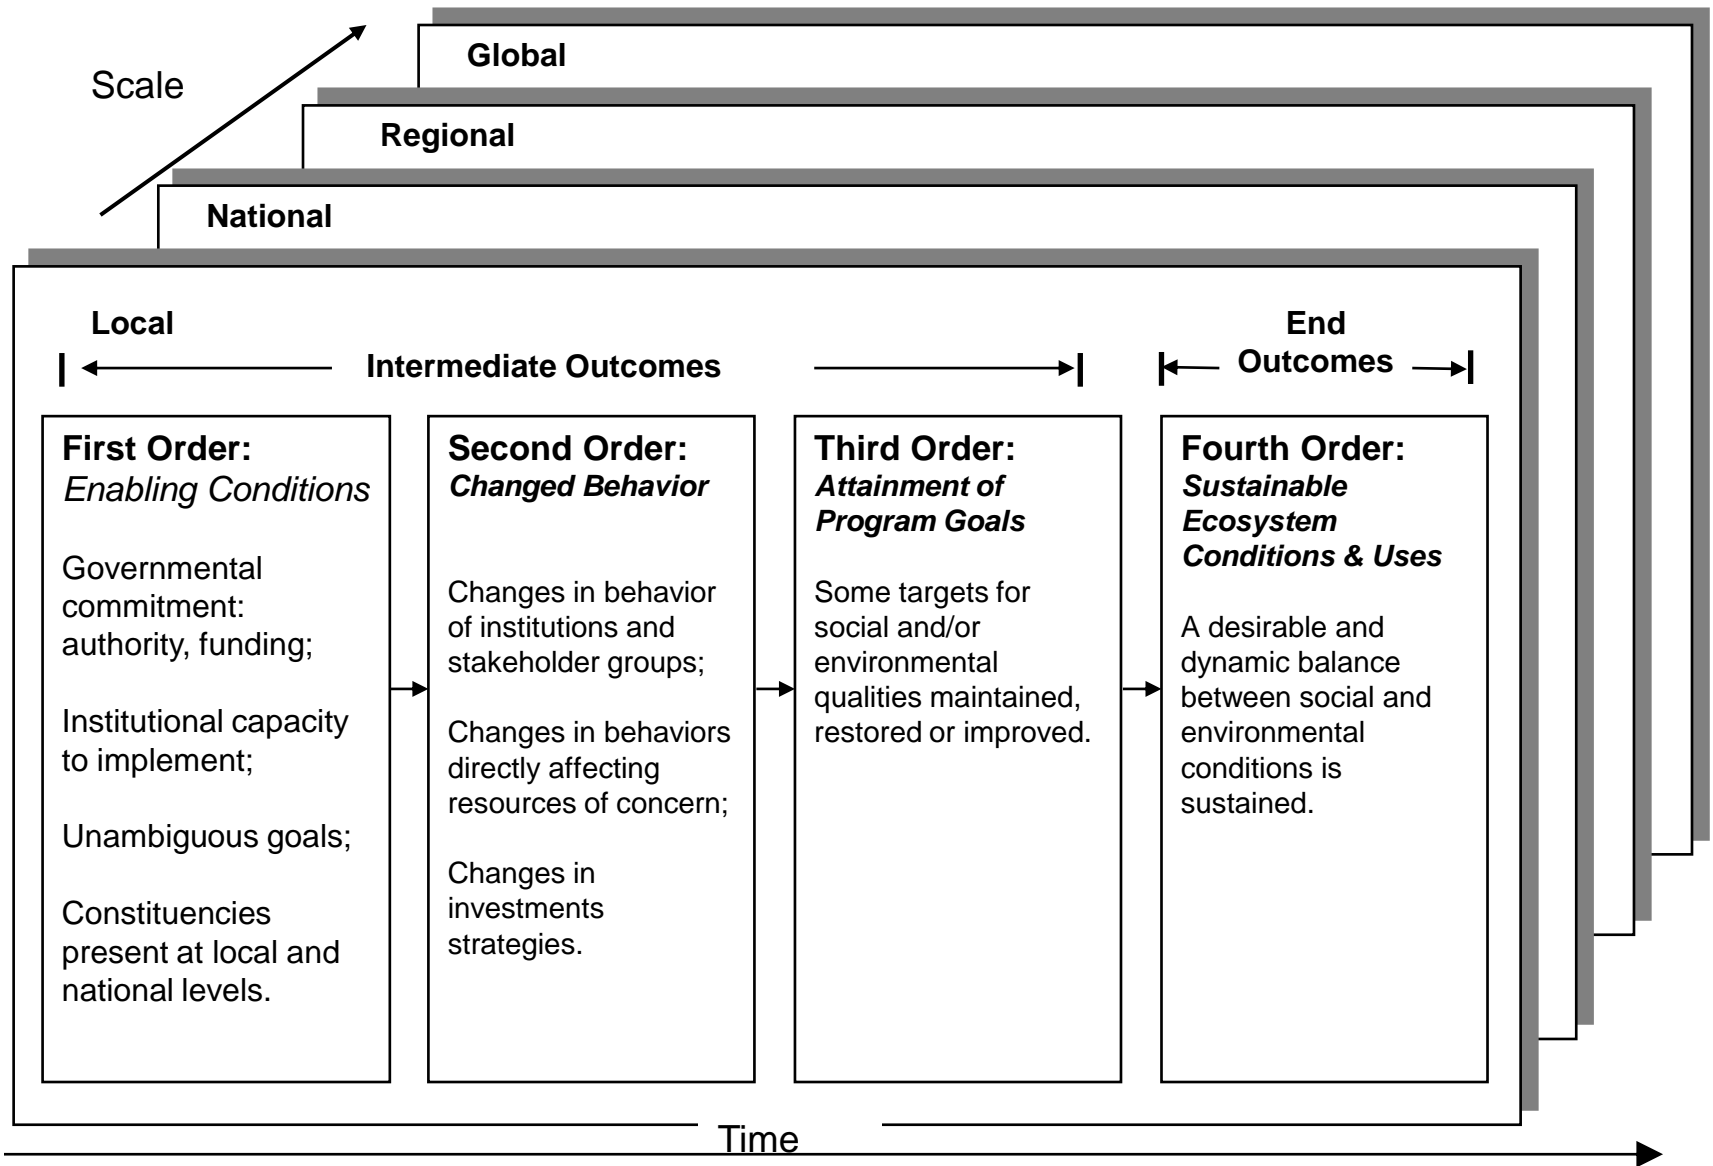 Scale
Global
Regional
National
Local
Intermediate Outcomes
End
Outcomes
First Order:
Enabling Conditions
Governmental
commitment:
authority, funding;
Institutional capacity
to implement;
Unambiguous goals;
Constituencies
present at local and
national levels.
Second Order:
Changed Behavior
Changes in behavior
of institutions and
stakeholder groups;
Changes in behaviors
directly affecting
resources of concern;
Changes in
investments
strategies.
Third Order:
Attainment of
Program Goals
Some targets for
social and/or
environmental
qualities maintained,
restored or improved.
Fourth Order:
Sustainable
Ecosystem
Conditions & Uses
A desirable and
dynamic balance
between social and
environmental
conditions is
sustained.
Time